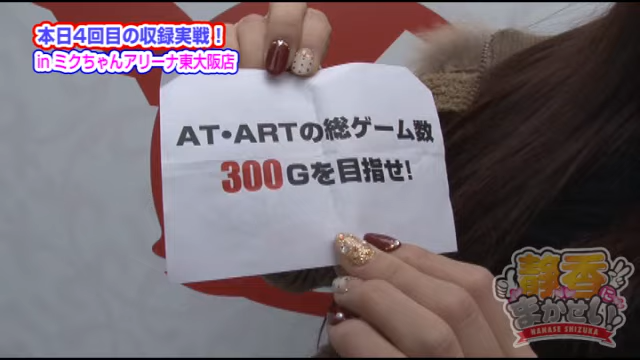 本日4回目の収録実戦！
in ミクちゃんアリーナ東大阪店
AT・ARTの総ゲーム数
300Gを目指せ!
静香に
まかせい!
NANASE SHIZUKA